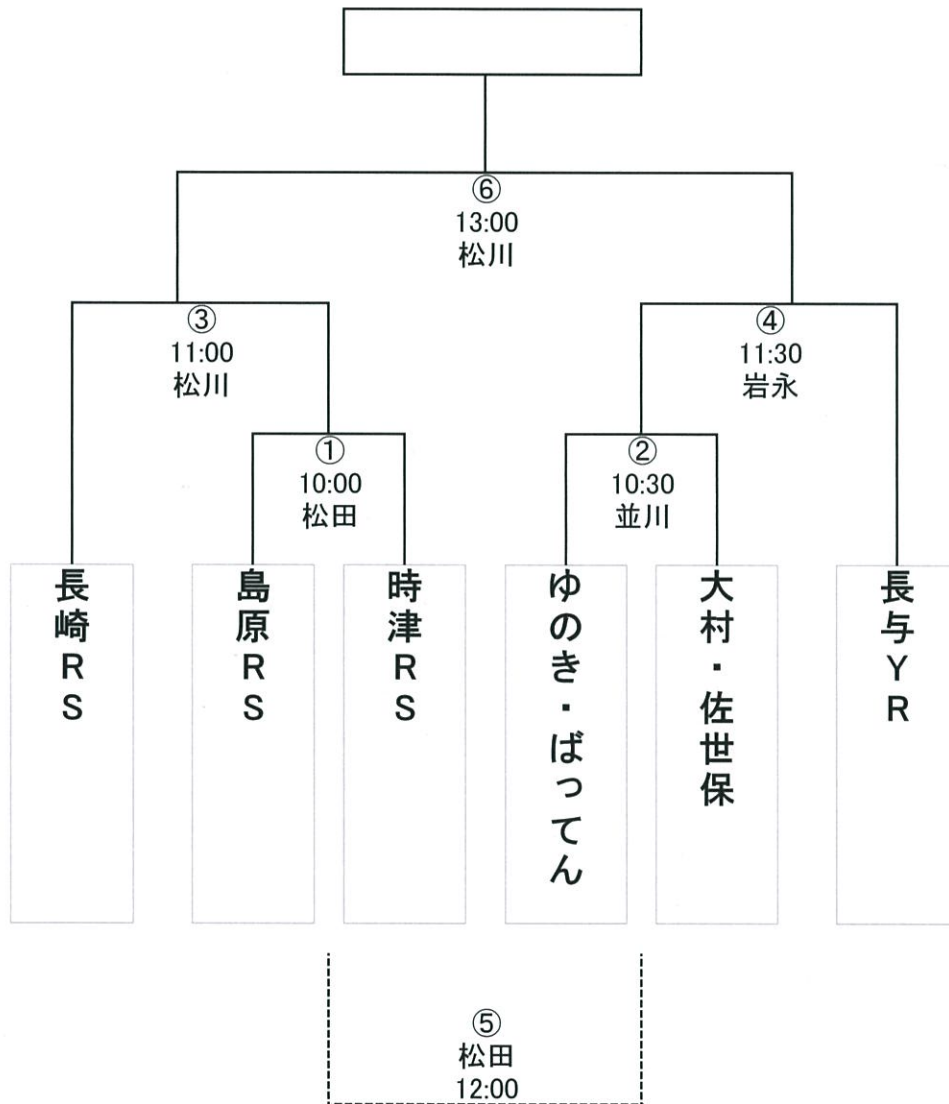 ⑥
13:00
松川
③
11:00
松川
④
11:30
岩永
①
10:00
松田
②
10:30
並川
長崎RS
島原RS
時津RS
ゆのき・ばってん
大村・佐世保
長与YR
⑤
松田
12:00